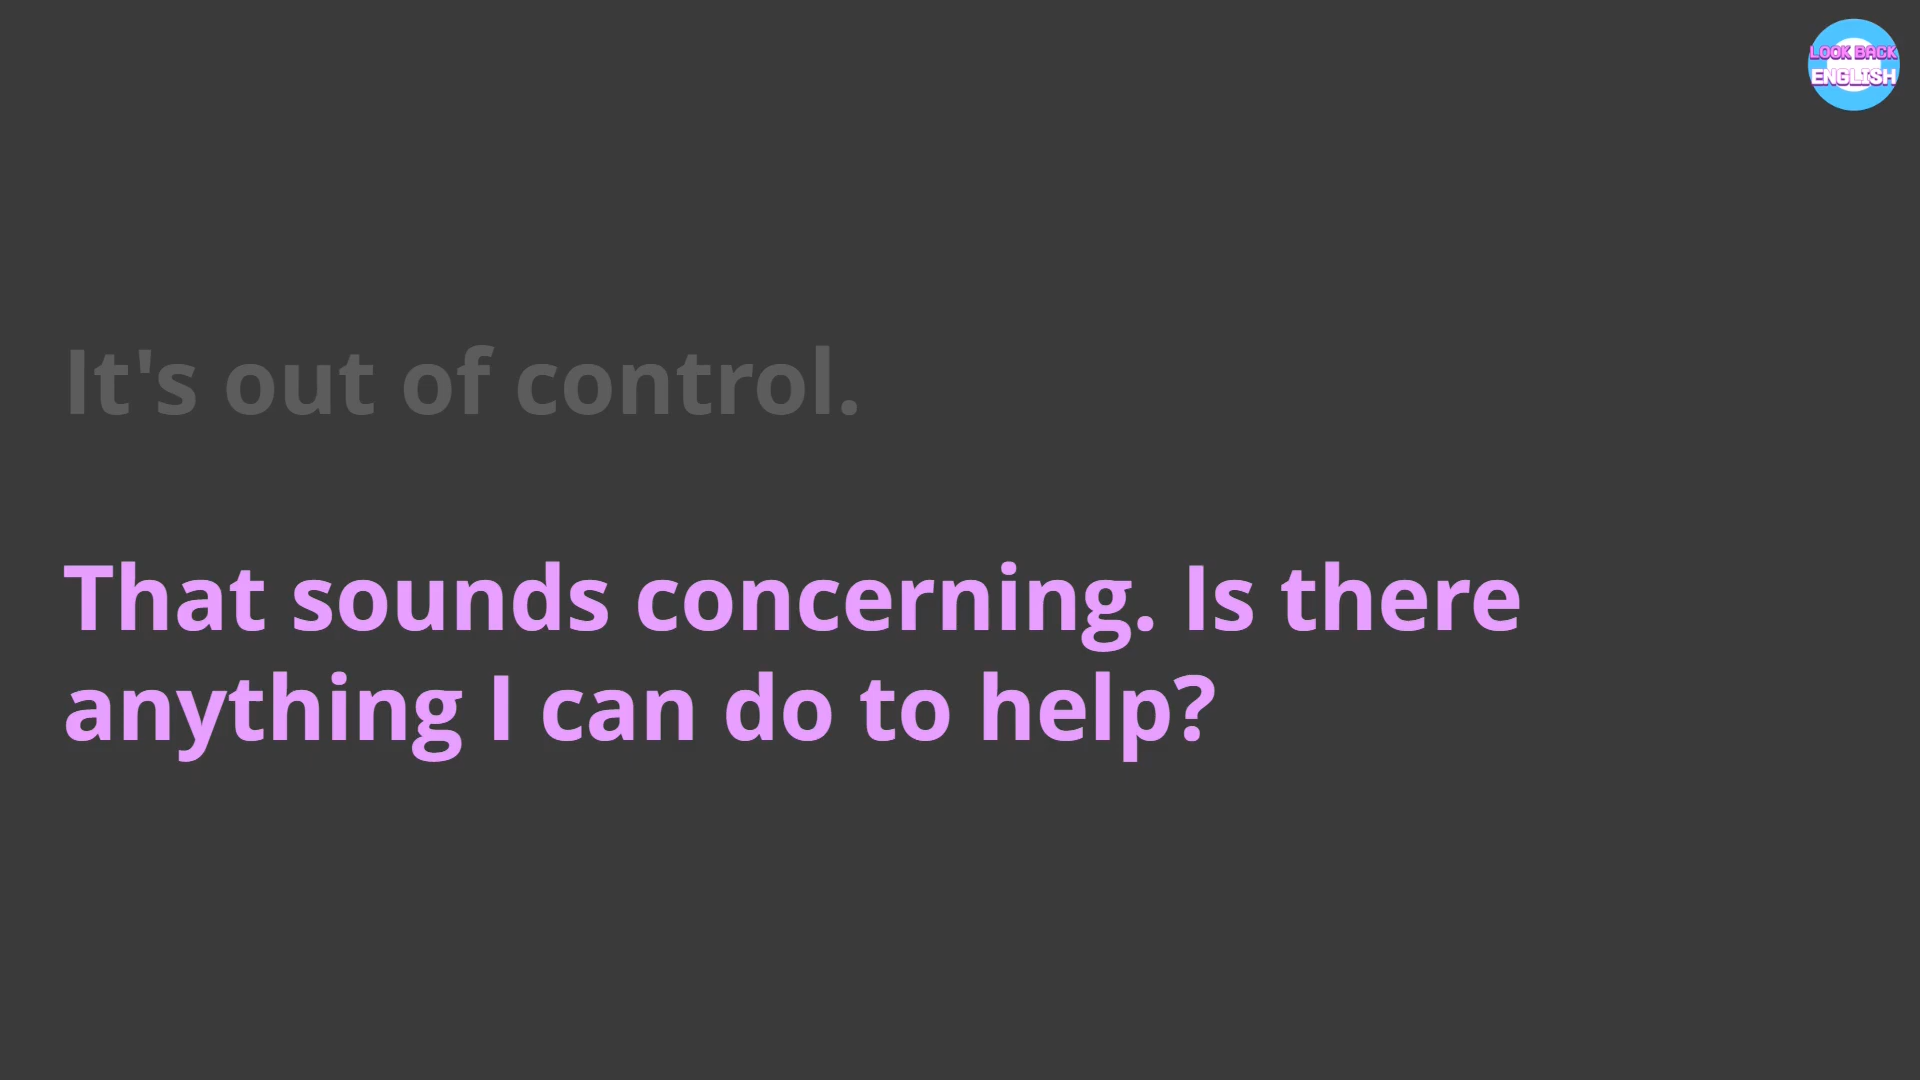 LOOK BACK
ENGLISH
It's out of control.
That sounds concerning. Is there
anything I can do to help?